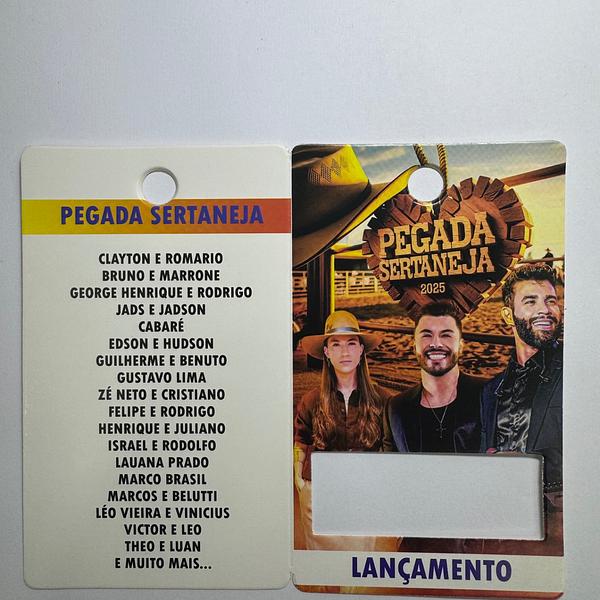 PEGADA SERTANEJA
CLAYTON E ROMARIO
BRUNO E MARRONE
GEORGE HENRIQUE E RODRIGO
JADS E JADSON
CABARÉ
EDSON E HUDSON
GUILHERME E BENUTO
GUSTAVO LIMA
ZÉ NETO E CRISTIANO
FELIPE E RODRIGO
HENRIQUE E JULIANO
ISRAEL E RODOLFO
LAUANA PRADO
MARCO BRASIL
MARCOS E BELUTTI
LÉO VIEIRA E VINICIUS
VICTOR E LEO
THEO E LUAN
E MUITO MAIS...
PEGADA
SERTANEJA
2025
LANÇAMENTO